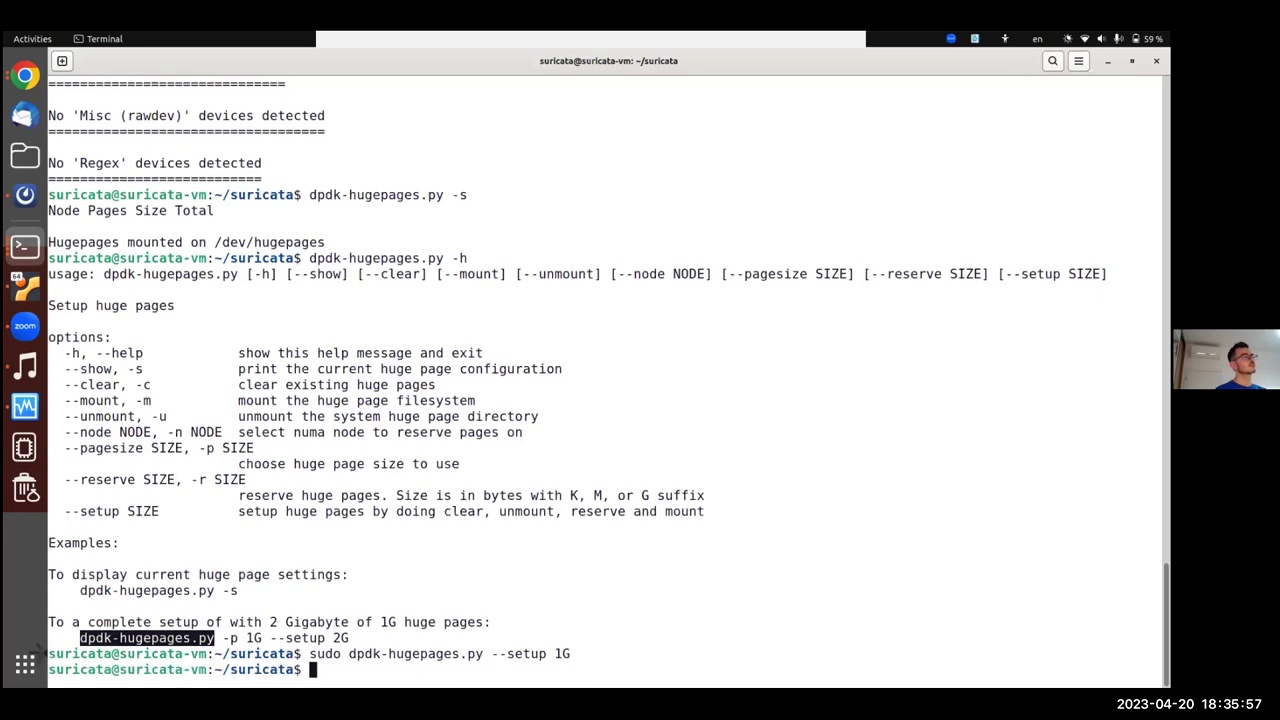 Activities Terminal en 59 %
suricata@suricata-vm: ~/suricata
==============================
No 'Misc (rawdev)' devices detected
===================================
No 'Regex' devices detected
===========================
suricata@suricata-vm:~/suricata$ dpdk-hugepages.py -s
Node Pages Size Total
Hugepages mounted on /dev/hugepages
suricata@suricata-vm:~/suricata$ dpdk-hugepages.py -h
usage: dpdk-hugepages.py [-h] [--show] [--clear] [--mount] [--unmount] [--node NODE] [--pagesize SIZE] [--reserve SIZE] [--setup SIZE]
Setup huge pages
options:
-h, --help show this help message and exit
--show, -s print the current huge page configuration
--clear, -c clear existing huge pages
--mount, -m mount the huge page filesystem
--unmount, -u unmount the system huge page directory
--node NODE, -n NODE select numa node to reserve pages on
--pagesize SIZE, -p SIZE
choose huge page size to use
--reserve SIZE, -r SIZE
reserve huge pages. Size is in bytes with K, M, or G suffix
--setup SIZE setup huge pages by doing clear, unmount, reserve and mount
Examples:
To display current huge page settings:
dpdk-hugepages.py -s
To a complete setup of with 2 Gigabyte of 1G huge pages:
dpdk-hugepages.py -p 1G --setup 2G
suricata@suricata-vm:~/suricata$ sudo dpdk-hugepages.py --setup 1G
suricata@suricata-vm:~/suricata$
64
zoom
2023-04-20 18:35:57